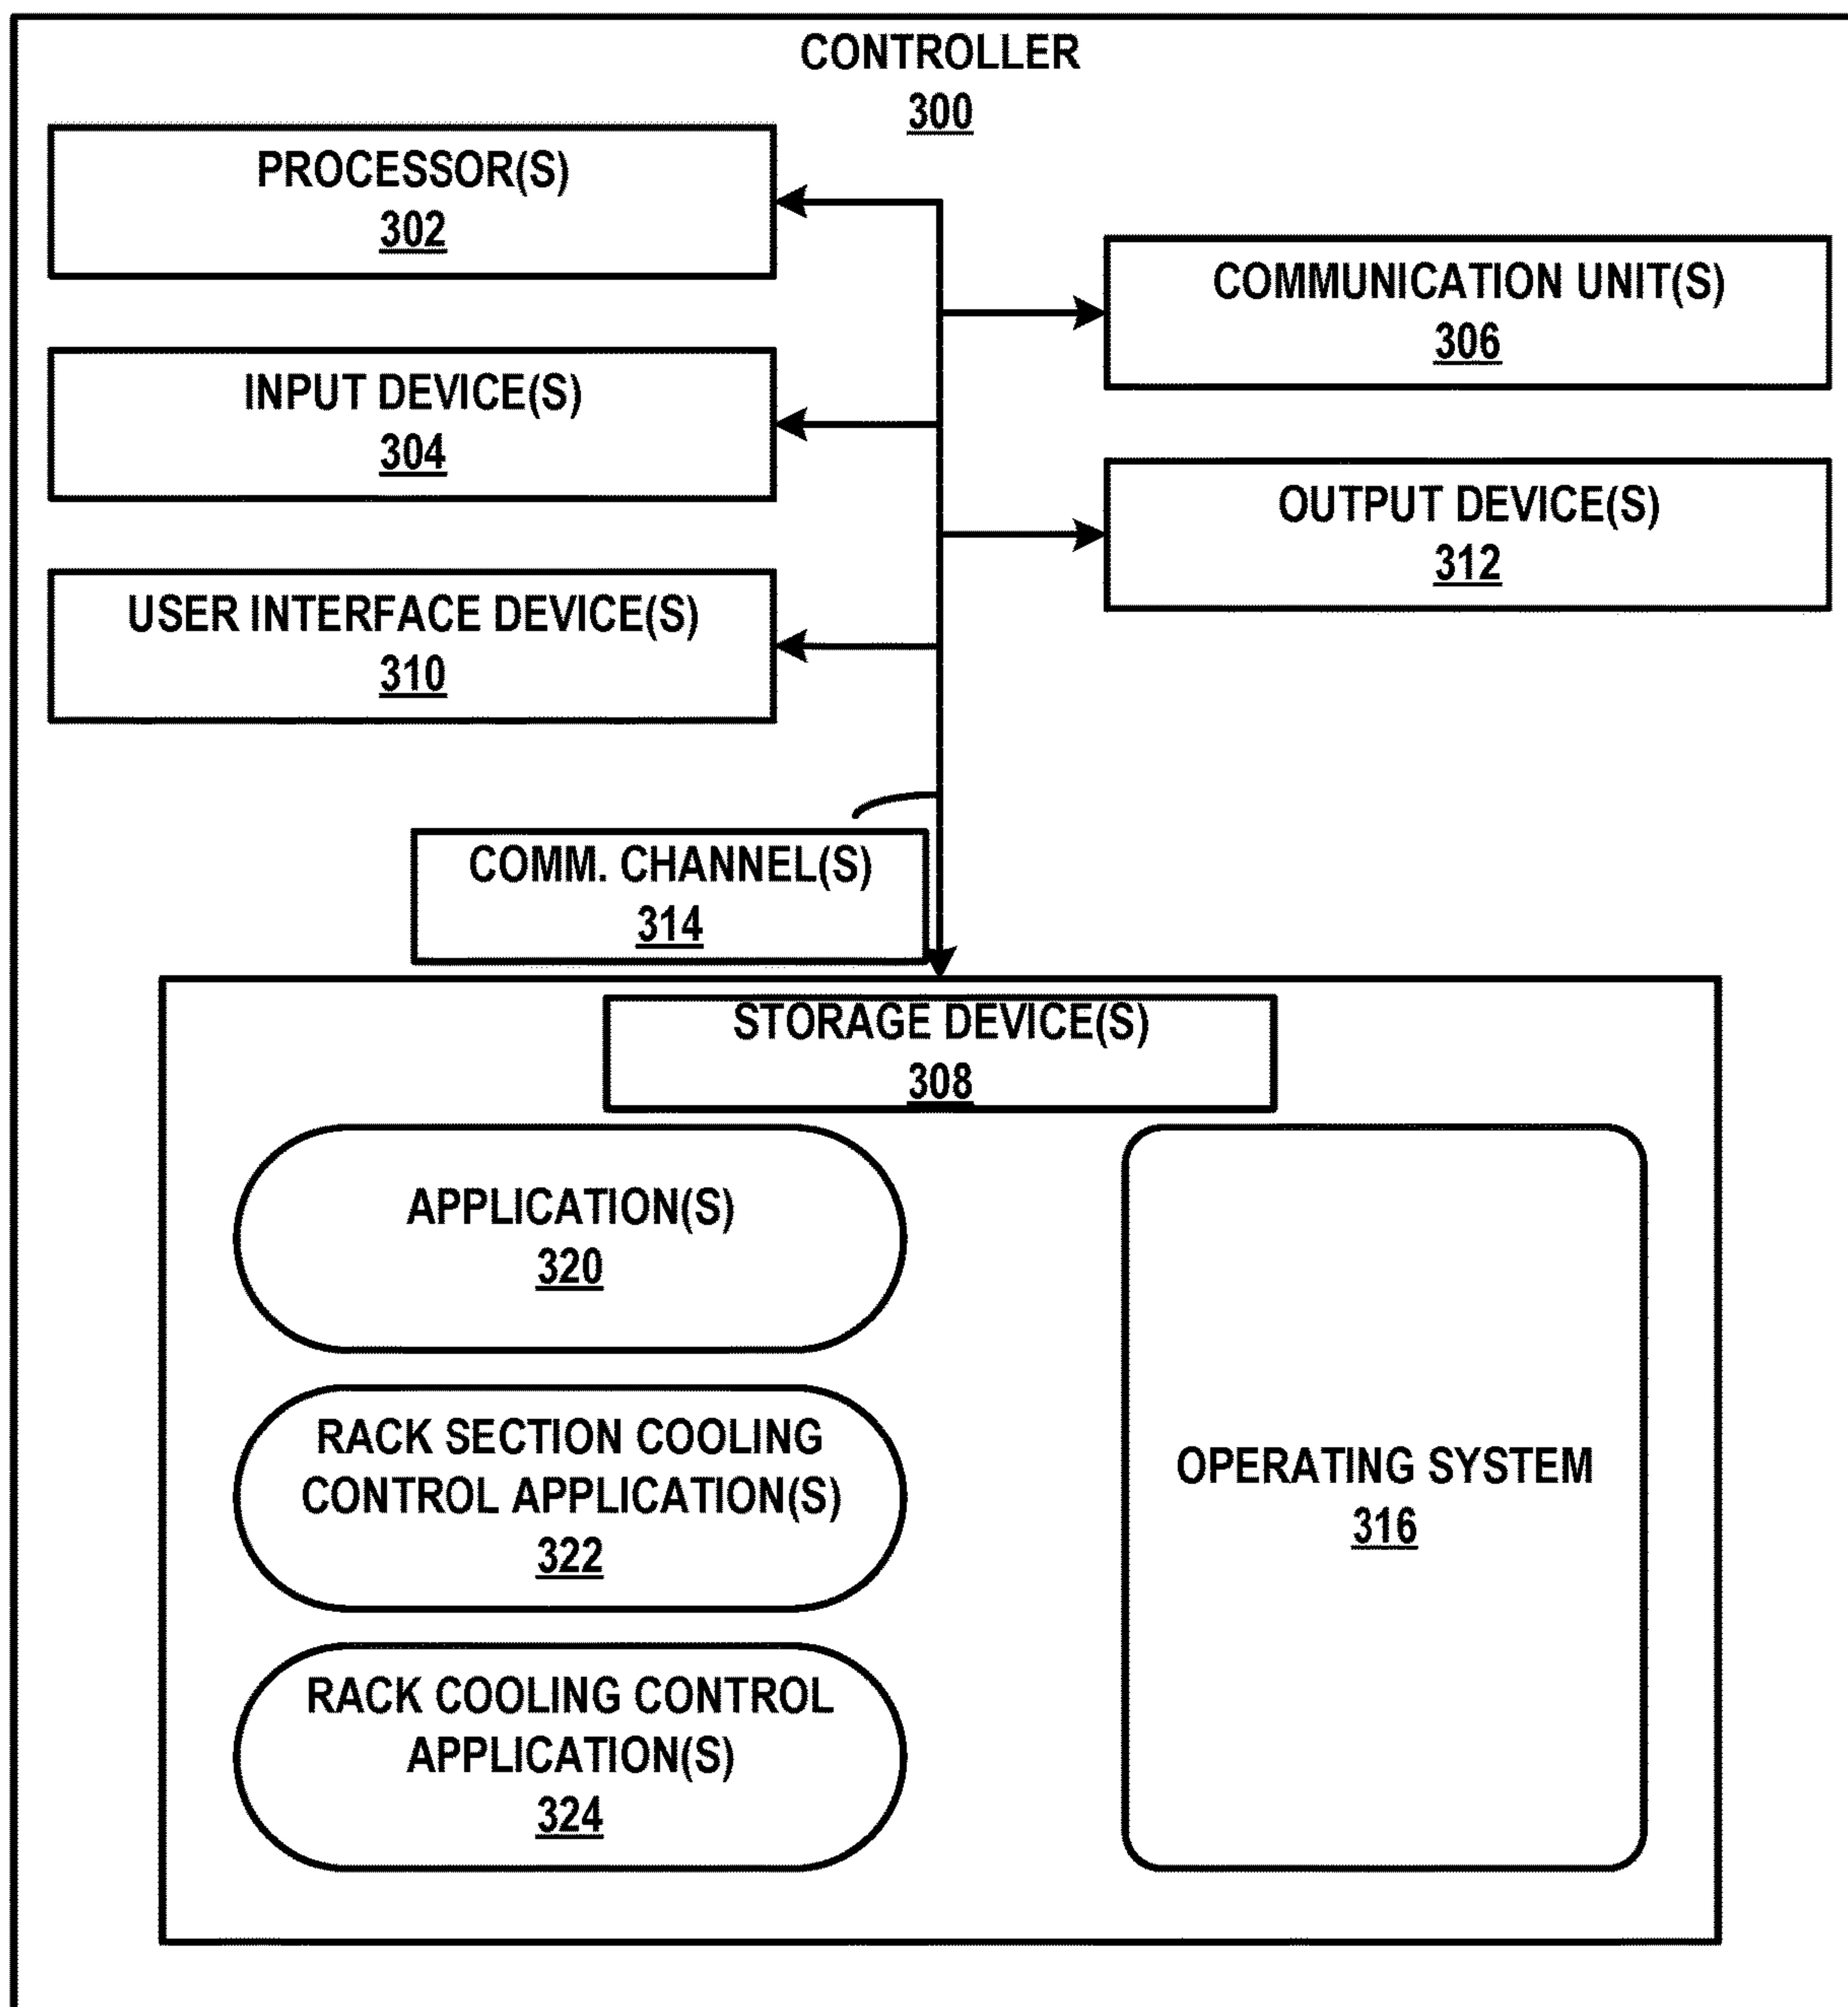 CONTROLLER
300
PROCESSOR(S)
302
COMMUNICATION UNIT(S)
306
INPUT DEVICE(S)
304
OUTPUT DEVICE(S)
312
USER INTERFACE DEVICE(S)
310
COMM. CHANNEL(S)
314
STORAGE DEVICE(S)
308
APPLICATION(S)
320
RACK SECTION COOLING
CONTROL APPLICATION(S)
322
RACK COOLING CONTROL
APPLICATION(S)
324
OPERATING SYSTEM
316